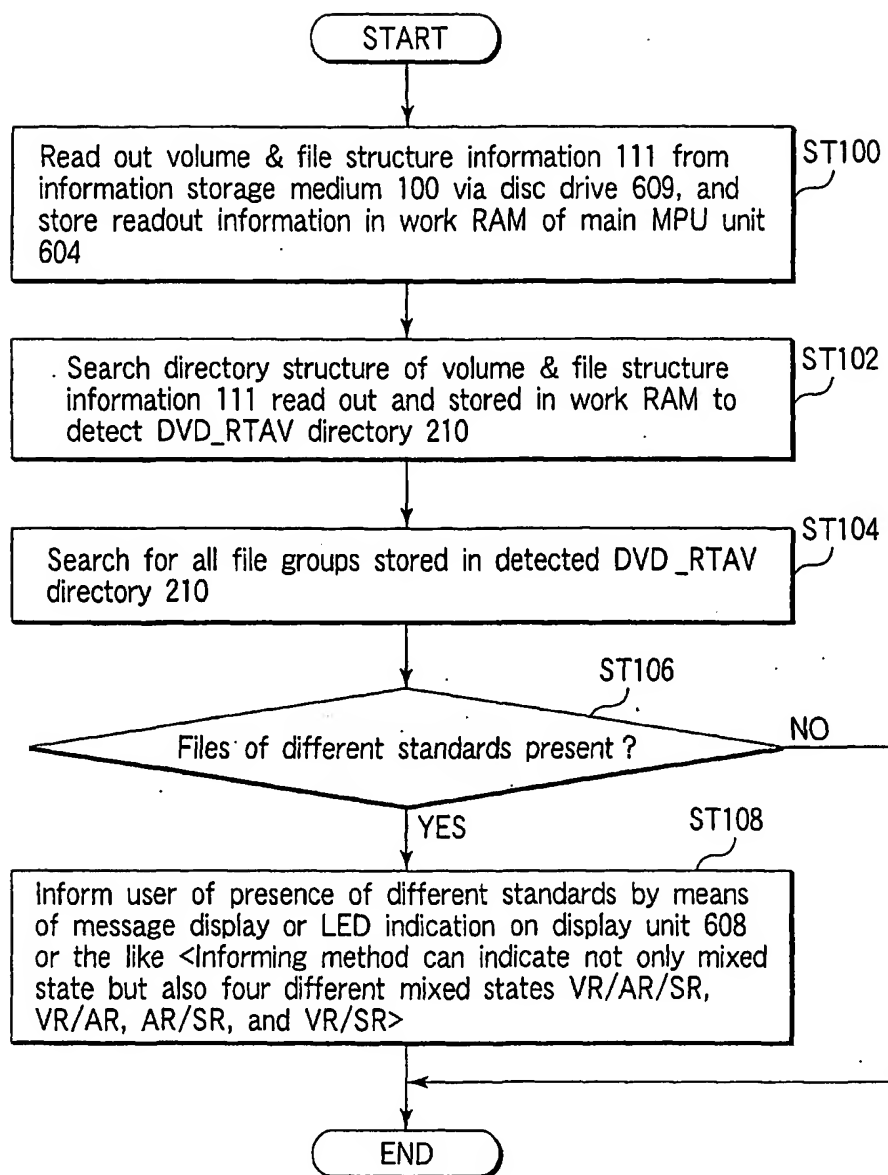 START
Read out volume & file structure information 111 from
information storage medium 100 via disc drive 609, and
store readout information in work RAM of main MPU unit
604
ST100
Search directory structure of volume & file structure
information 111 read out and stored in work RAM to
detect DVD_RTAV directory 210
ST102
Search for all file groups stored in detected DVD_RTAV
directory 210
ST104
ST106
Files of different standards present ?
NO
YES
ST108
Inform user of presence of different standards by means
of message display or LED indication on display unit 608
or the like <Informing method can indicate not only mixed
state but also four different mixed states VR/AR/SR,
VR/AR, AR/SR, and VR/SR>
END